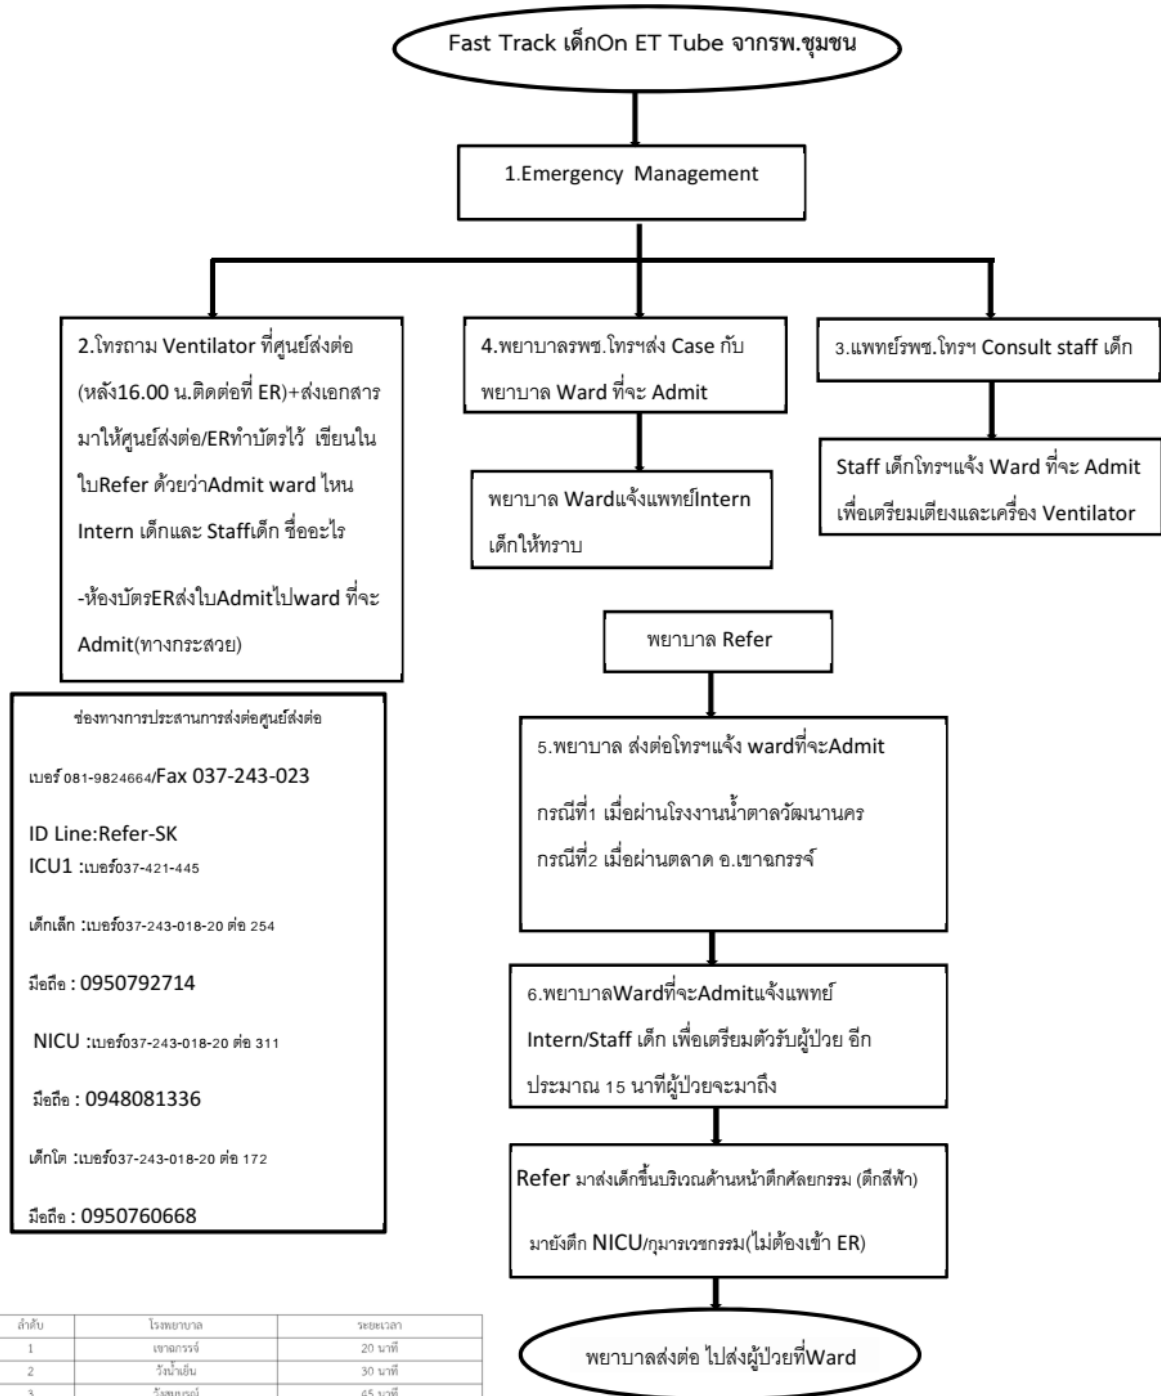 Fast Track เด็กOn ET Tube จากรพ.ชุมชน
1.Emergency Management
2.โทรถาม Ventilator ที่ศูนย์ส่งต่อ
(หลัง16.00 น.ติดต่อที่ ER)+ส่งเอกสาร
มาให้ศูนย์ส่งต่อ/ERทำบัตรไว้ เขียนใน
ใบRefer ด้วยว่าAdmit ward ไหน
Intern เด็กและ Staffเด็ก ชื่ออะไร
-ห้องบัตรERส่งใบAdmitไปward ที่จะ
Admit(ทางกระสวย)
4.พยาบาลรพช.โทรฯส่ง Case กับ
พยาบาล Ward ที่จะ Admit
พยาบาล Wardแจ้งแพทย์Intern
เด็กให้ทราบ
3.แพทย์รพช.โทรฯ Consult staff เด็ก
Staff เด็กโทรฯแจ้ง Ward ที่จะ Admit
เพื่อเตรียมเตียงและเครื่อง Ventilator
ช่องทางการประสานการส่งต่อศูนย์ส่งต่อ
เบอร์ 081-9824664/Fax 037-243-023
ID Line:Refer-SK
ICU1 :เบอร์037-421-445
เด็กเล็ก :เบอร์037-243-018-20 ต่อ 254
มือถือ : 0950792714
NICU :เบอร์037-243-018-20 ต่อ 311
มือถือ : 0948081336
เด็กโต :เบอร์037-243-018-20 ต่อ 172
มือถือ : 0950760668
พยาบาล Refer
5.พยาบาล ส่งต่อโทรฯแจ้ง wardที่จะAdmit
กรณีที่1 เมื่อผ่านโรงงานน้ำตาลวัฒนานคร
กรณีที่2 เมื่อผ่านตลาด อ.เขาฉกรรจ์
6.พยาบาลWardที่จะAdmitแจ้งแพทย์
Intern/Staff เด็ก เพื่อเตรียมตัวรับผู้ป่วย อีก
ประมาณ 15 นาทีผู้ป่วยจะมาถึง
Refer มาส่งเด็กขึ้นบริเวณด้านหน้าตึกศัลยกรรม (ตึกสีฟ้า)
มายังตึก NICU/กุมารเวชกรรม(ไม่ต้องเข้า ER)
พยาบาลส่งต่อ ไปส่งผู้ป่วยที่Ward
ลำดับ โรงพยาบาล ระยะเวลา
1 เขาฉกรรจ์ 20 นาที
2 วังน้ำเย็น 30 นาที
3 วังสมบูรณ์ 45 นาที